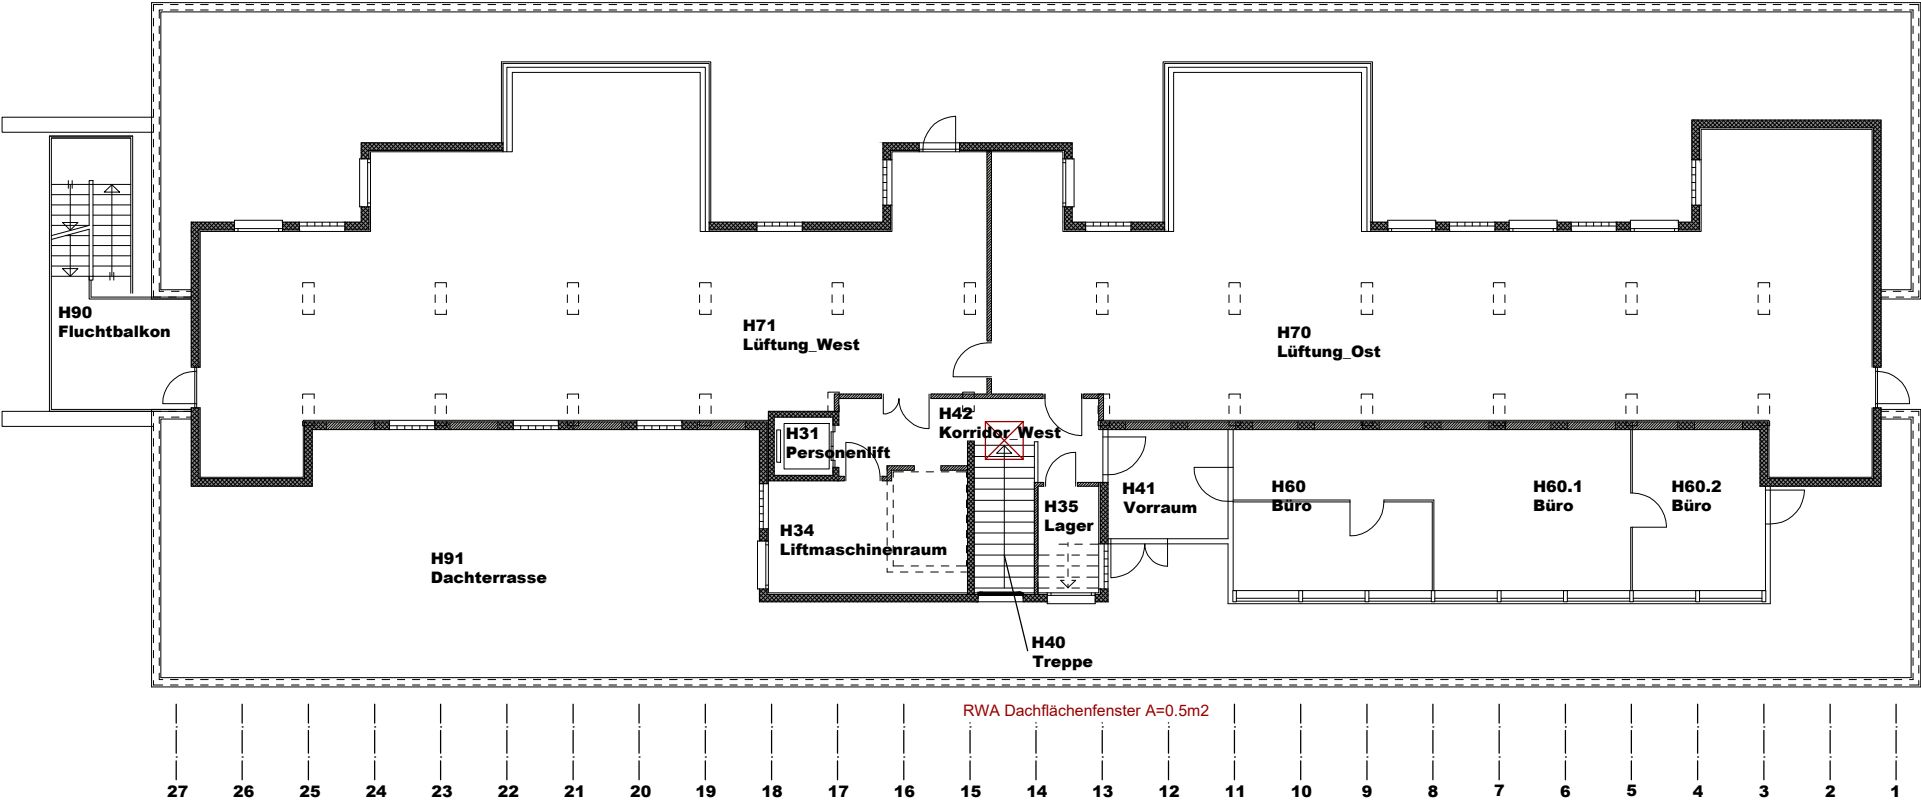 H90
Fluchtbalkon
H71
Lüftung_West
H70
Lüftung_Ost
H42
Korridor_West
H31
Personenlift
H41
Vorraum
H60
Büro
H60.1
Büro
H60.2
Büro
H35
Lager
H34
Liftmaschinenraum
H91
Dachterrasse
H40
Treppe
RWA Dachflächenfenster A=0.5m2
27 26 25 24 23 22 21 20 19 18 17 16 15 14 13 12 11 10 9 8 7 6 5 4 3 2 1